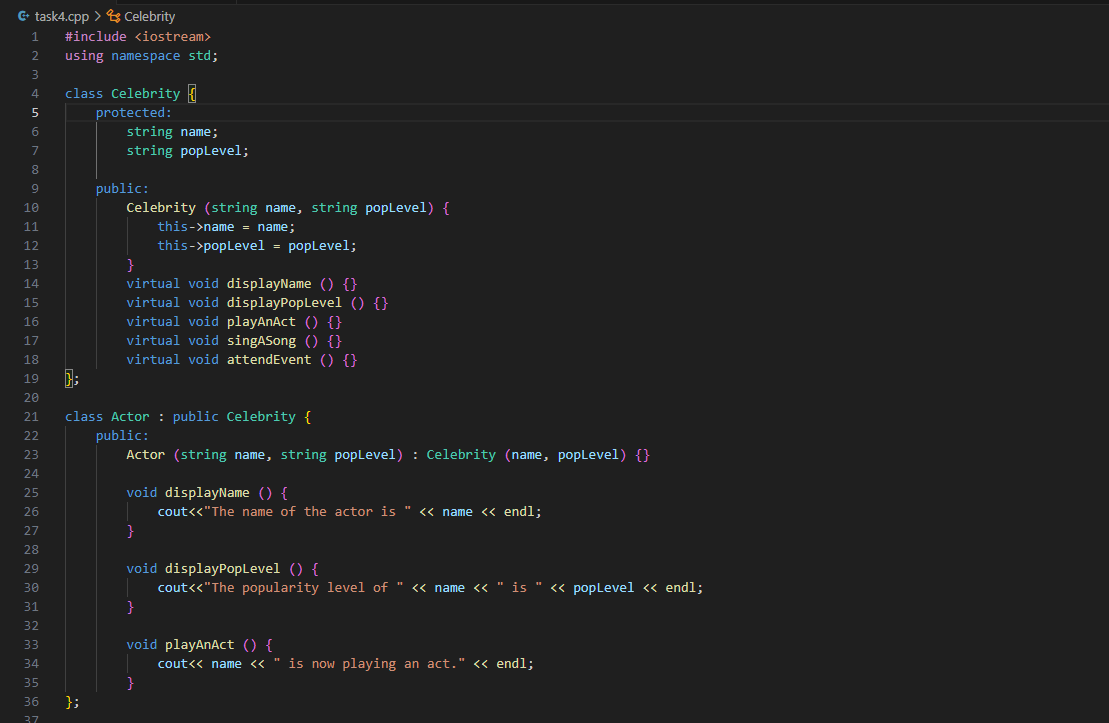 task4.cpp > Celebrity
1 #include <iostream>
2 using namespace std;
3
4 class Celebrity {
5     protected:
6         string name;
7         string popLevel;
8
9     public:
10         Celebrity (string name, string popLevel) {
11             this->name = name;
12             this->popLevel = popLevel;
13         }
14         virtual void displayName () {}
15         virtual void displayPopLevel () {}
16         virtual void playAnAct () {}
17         virtual void singASong () {}
18         virtual void attendEvent () {}
19 };
20
21 class Actor : public Celebrity {
22     public:
23         Actor (string name, string popLevel) : Celebrity (name, popLevel) {}
24
25         void displayName () {
26             cout<<"The name of the actor is " << name << endl;
27         }
28
29         void displayPopLevel () {
30             cout<<"The popularity level of " << name << " is " << popLevel << endl;
31         }
32
33         void playAnAct () {
34             cout<< name << " is now playing an act." << endl;
35         }
36 };
37